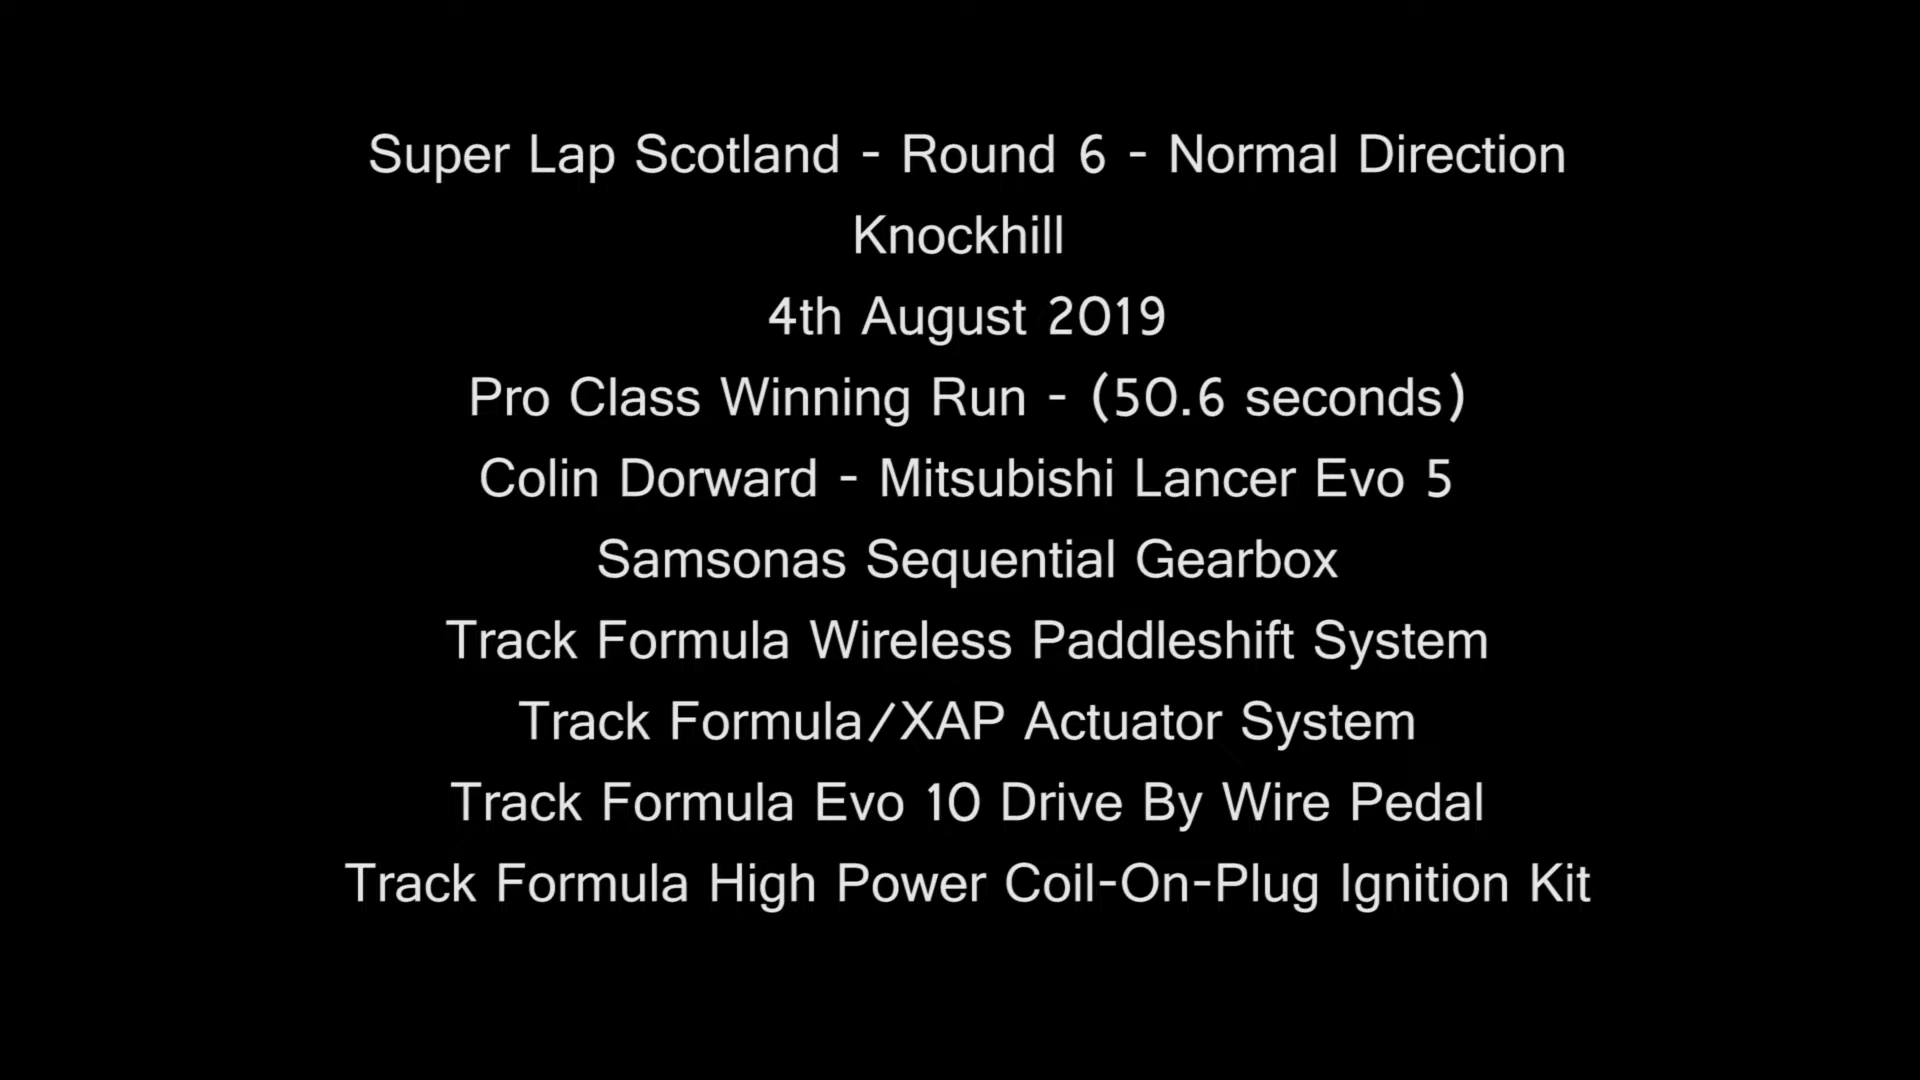 Super Lap Scotland - Round 6 - Normal Direction
Knockhill
4th August 2019
Pro Class Winning Run - (50.6 seconds)
Colin Dorward - Mitsubishi Lancer Evo 5
Samsonas Sequential Gearbox
Track Formula Wireless Paddleshift System
Track Formula/XAP Actuator System
Track Formula Evo 10 Drive By Wire Pedal
Track Formula High Power Coil-On-Plug Ignition Kit